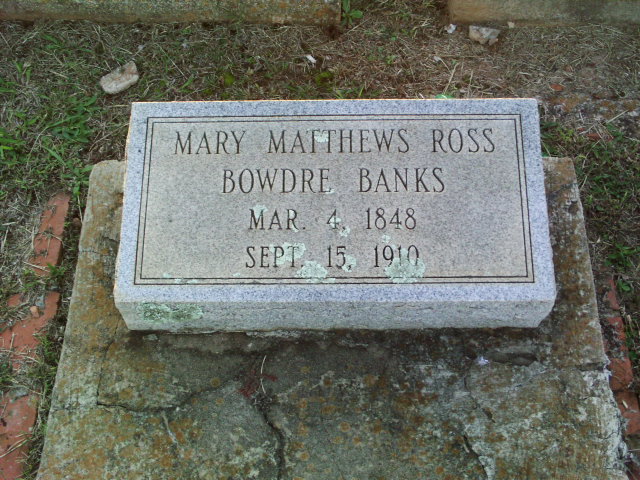 MARY MATTHEWS ROSS
BOWDRE BANKS
MAR. 4, 1848
SEPT. 15, 1910